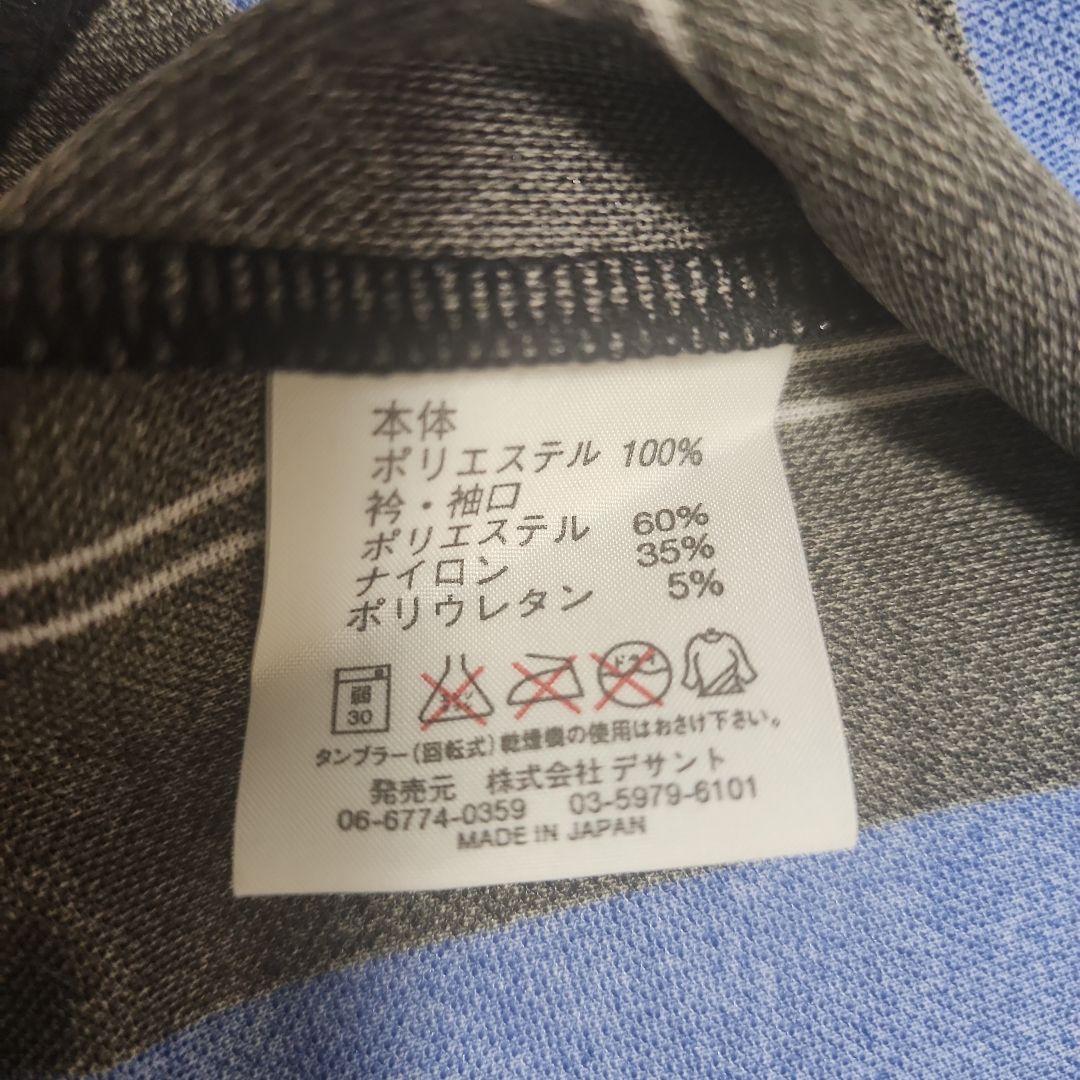 本体
ポリエステル 100%
衿・袖口
ポリエステル 60%
ナイロン 35%
ポリウレタン 5%
弱
30
ドライ
タンブラー(回転式)乾燥機の使用はおさけ下さい。
発売元 株式会社 デサント
06-6774-0359 03-5979-6101
MADE IN JAPAN